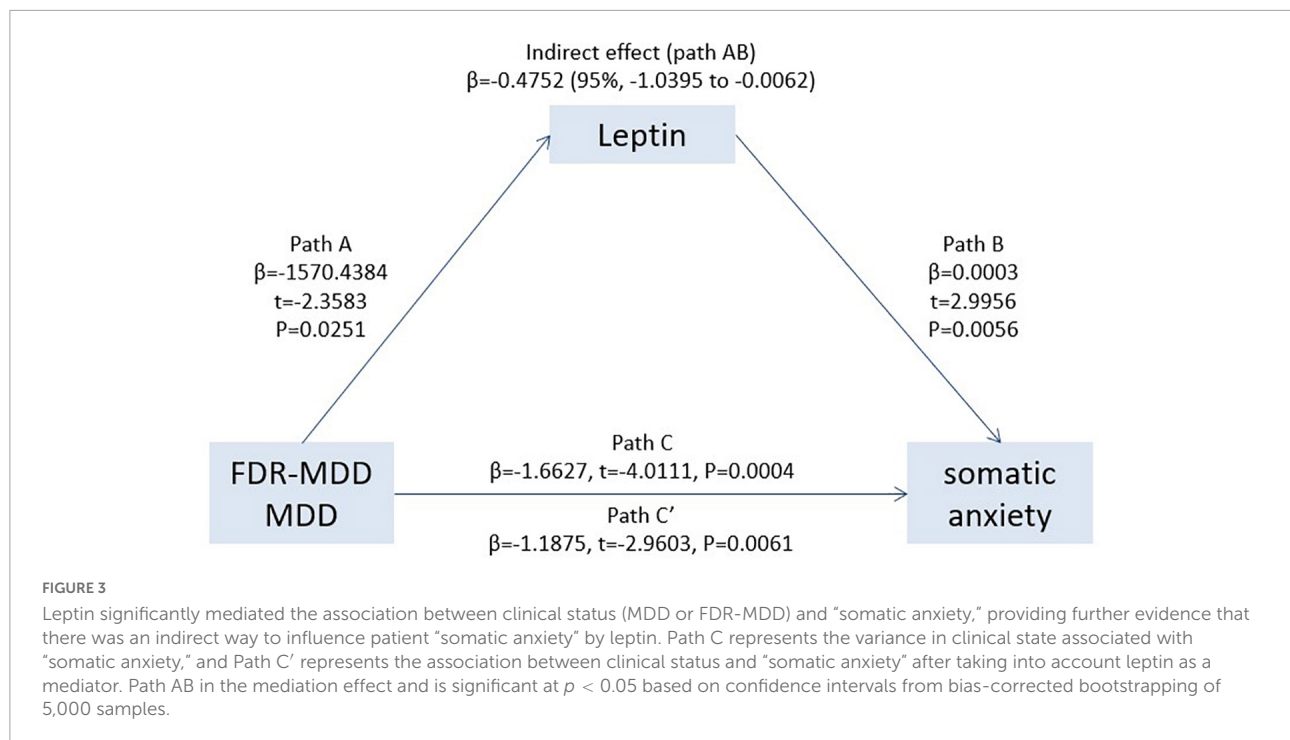 Indirect effect (path AB)
β=-0.4752 (95%, -1.0395 to -0.0062)
Leptin
Path A
β=-1570.4384
t=-2.3583
P=0.0251
Path B
β=0.0003
t=2.9956
P=0.0056
FDR-MDD
MDD
Path C
β=-1.6627, t=-4.0111, P=0.0004
Path C′
β=-1.1875, t=-2.9603, P=0.0061
somatic
anxiety
FIGURE 3
Leptin significantly mediated the association between clinical status (MDD or FDR-MDD) and “somatic anxiety,” providing further evidence that
there was an indirect way to influence patient “somatic anxiety” by leptin. Path C represents the variance in clinical state associated with
“somatic anxiety,” and Path C′ represents the association between clinical status and “somatic anxiety” after taking into account leptin as a
mediator. Path AB in the mediation effect and is significant at p < 0.05 based on confidence intervals from bias-corrected bootstrapping of
5,000 samples.